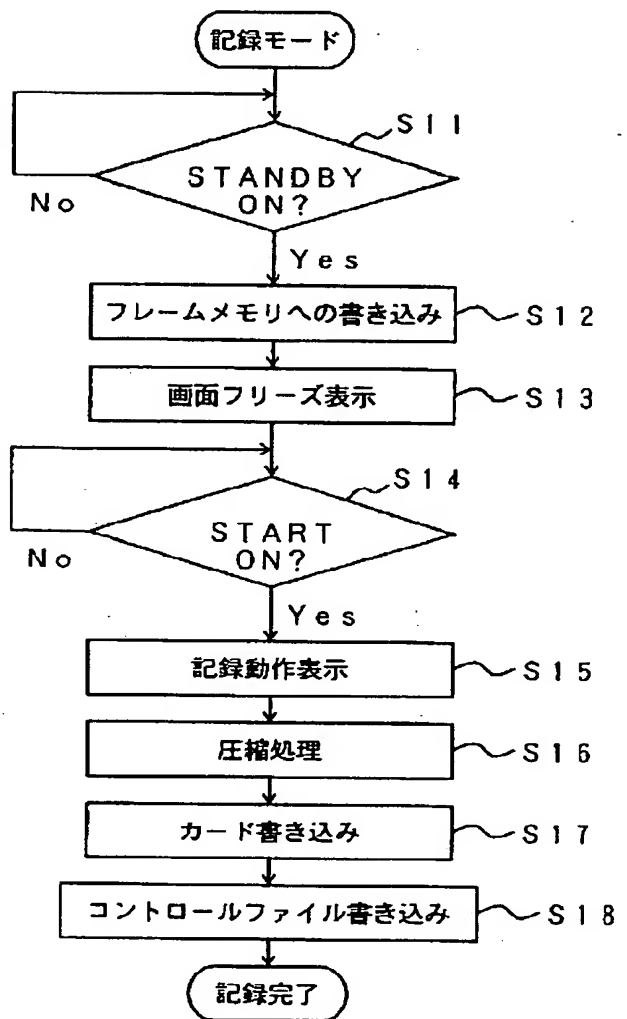 記録モード
S11
STANDBY
ON?
No
Yes
フレームメモリへの書き込み
S12
画面フリーズ表示
S13
S14
START
ON?
No
Yes
記録動作表示
S15
圧縮処理
S16
カード書き込み
S17
コントロールファイル書き込み
S18
記録完了